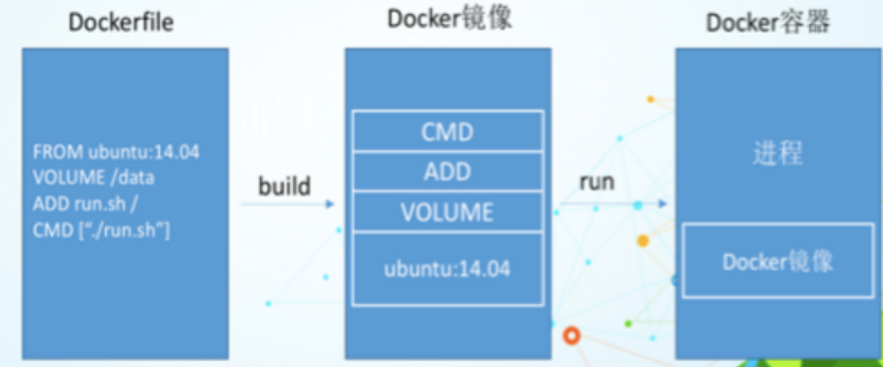 Dockerfile
FROM ubuntu:14.04
VOLUME /data
ADD run.sh /
CMD [“./run.sh”]
build
Docker镜像
CMD
ADD
VOLUME
ubuntu:14.04
run
Docker容器
进程
Docker镜像